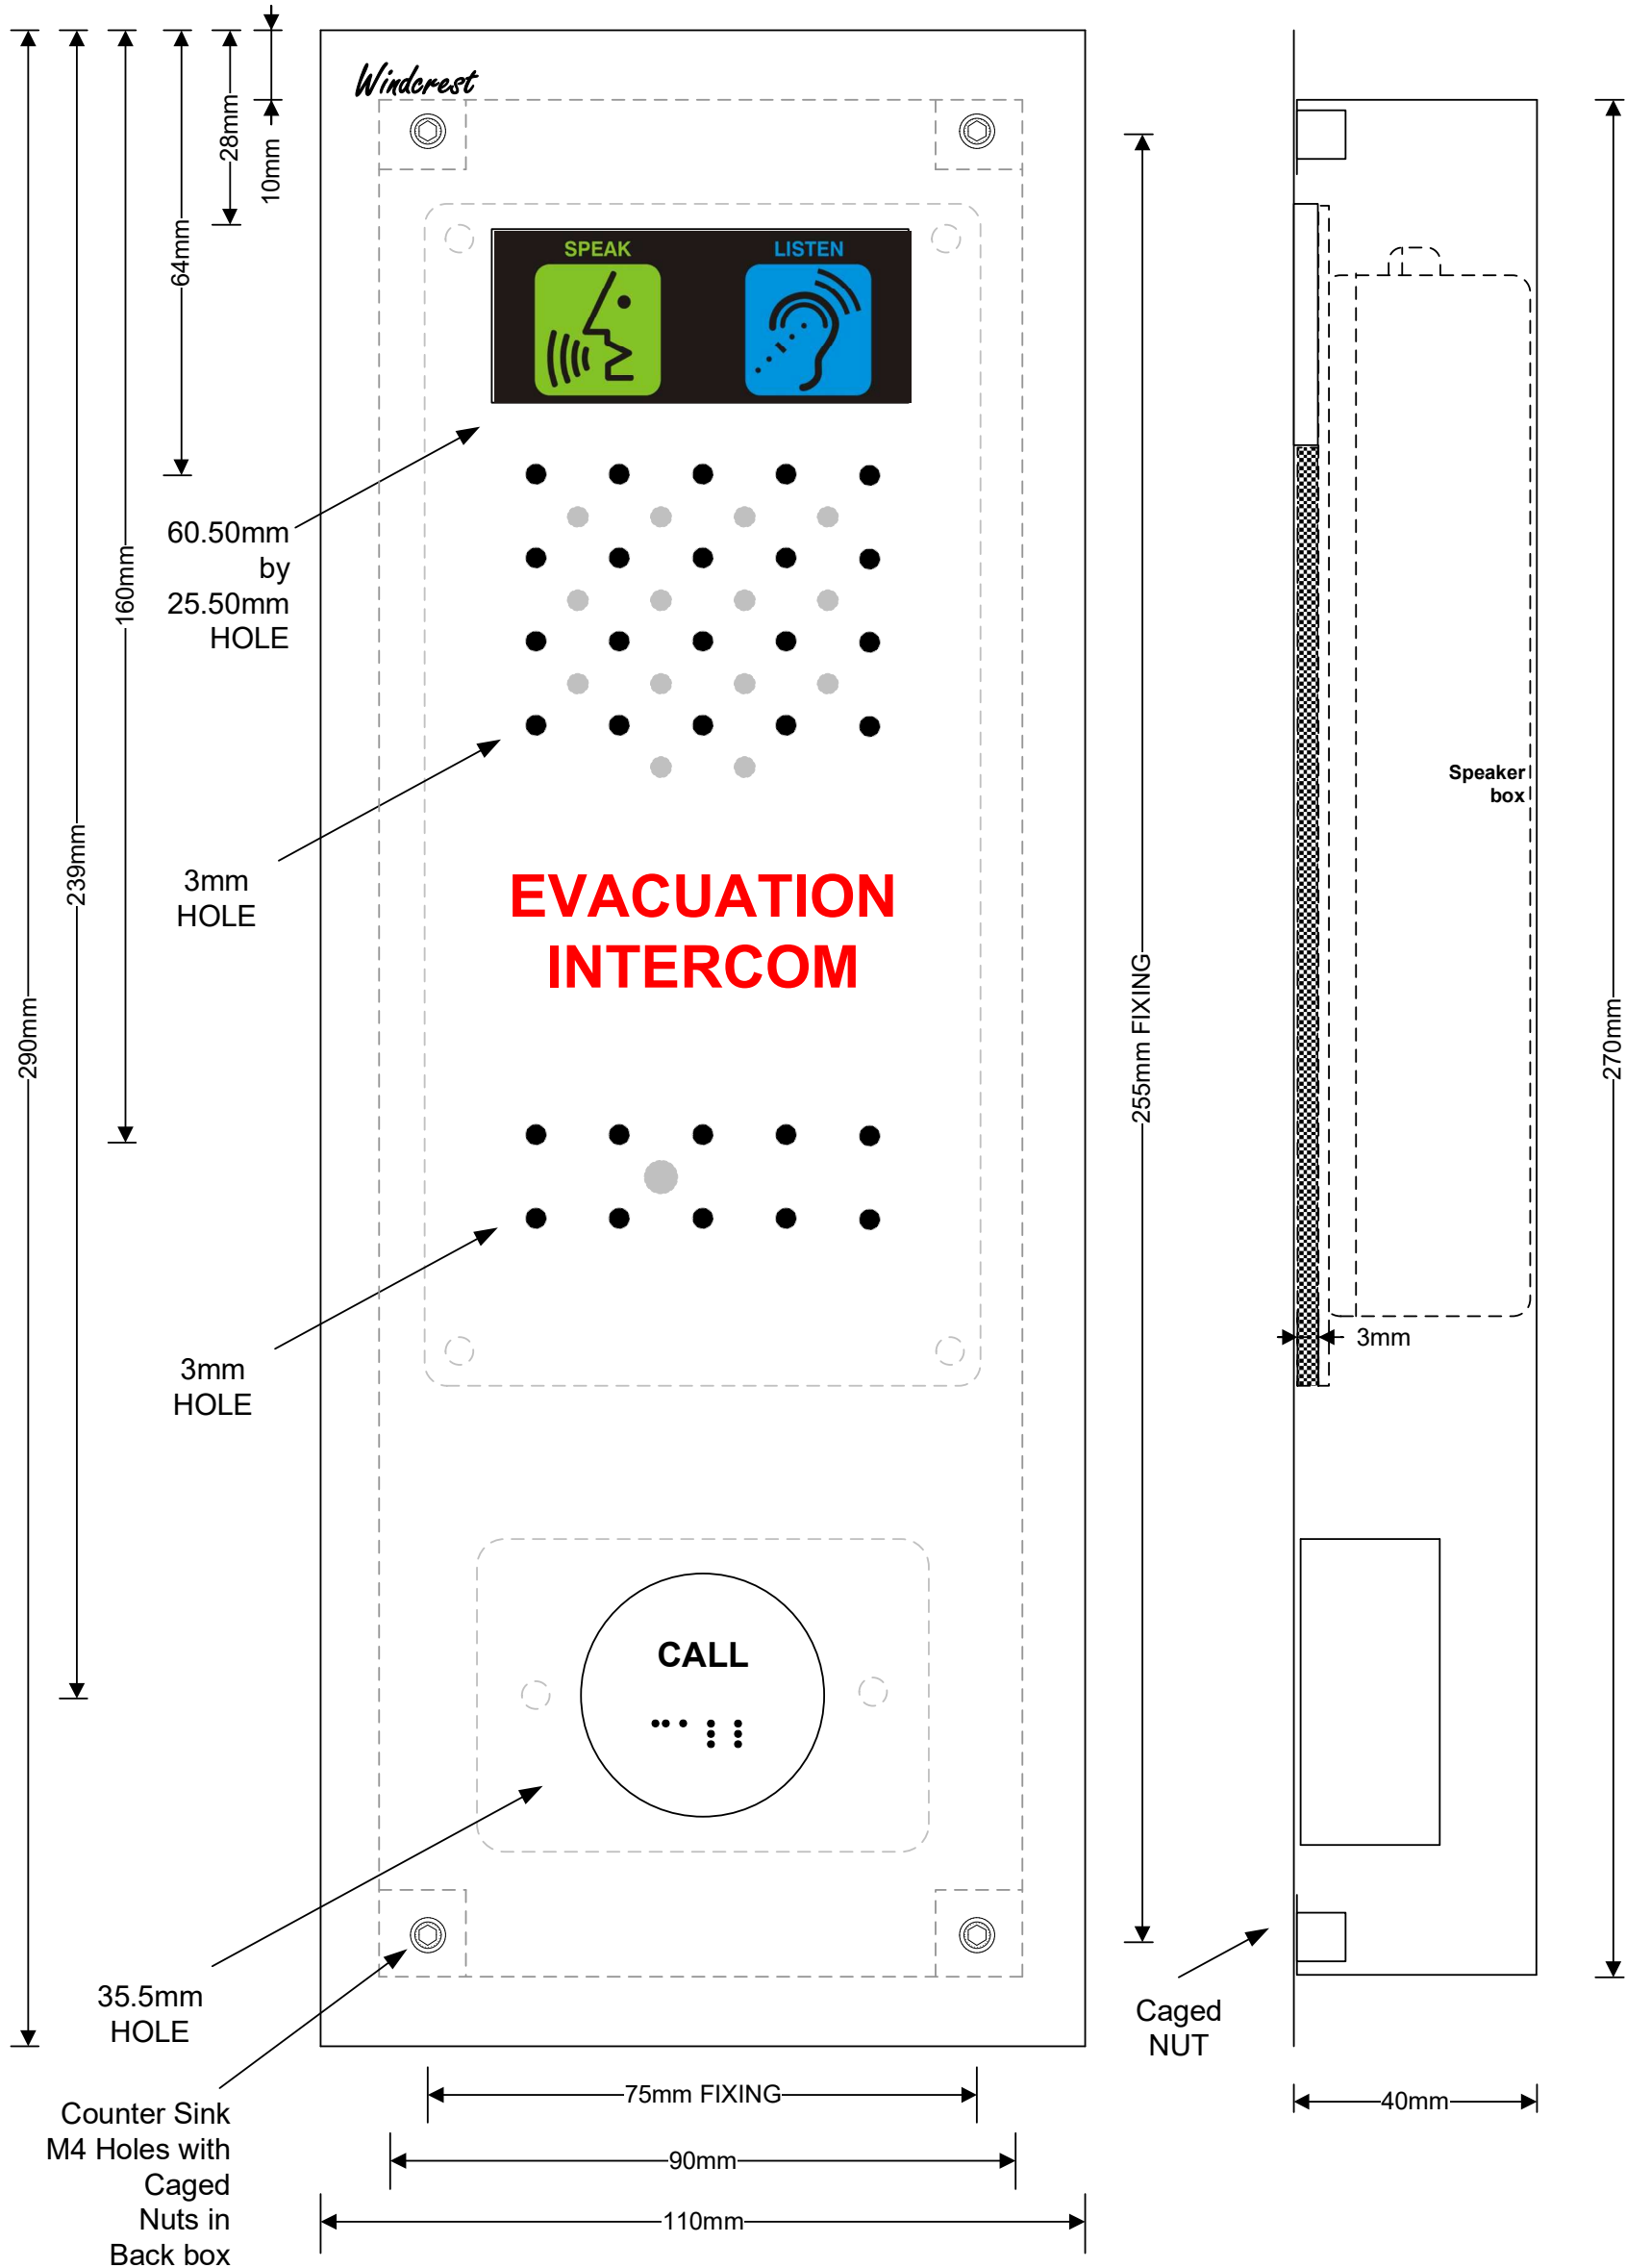 Windcrest
10mm
28mm
64mm
160mm
239mm
290mm
SPEAK
LISTEN
60.50mm
by
25.50mm
HOLE
3mm
HOLE
EVACUATION
INTERCOM
3mm
HOLE
CALL
⠉⠁⠇⠇
35.5mm
HOLE
Counter Sink
M4 Holes with
Caged
Nuts in
Back box
75mm FIXING
90mm
110mm
255mm FIXING
Speaker
box
3mm
270mm
Caged
NUT
40mm